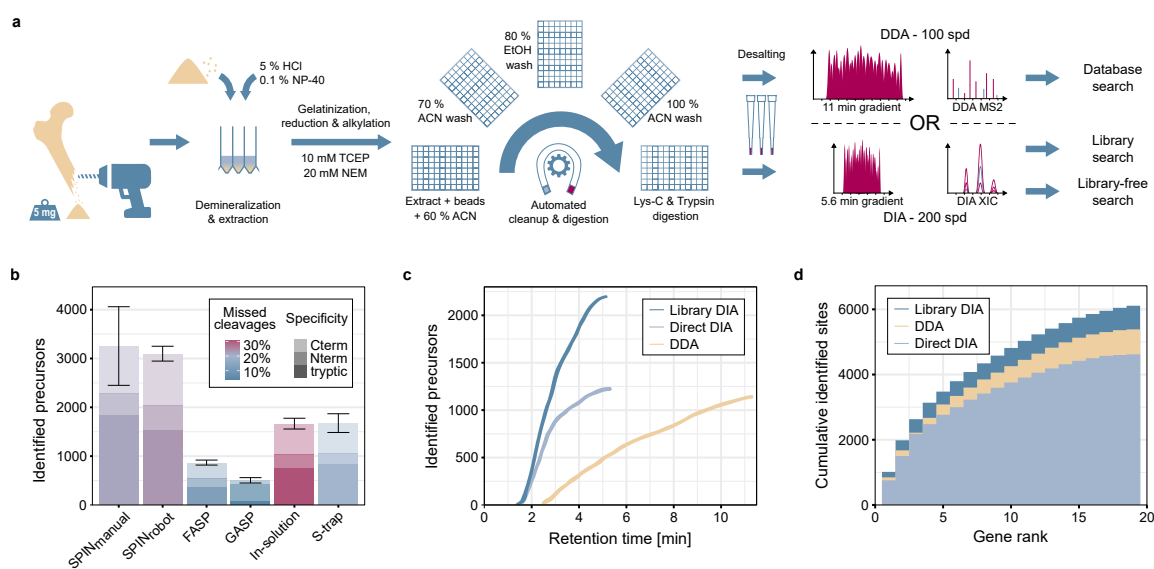 a
5 mg
5 % HCl
0.1 % NP-40
Demineralization
& extraction
Gelatinization,
reduction & alkylation
10 mM TCEP
20 mM NEM
Extract + beads
+ 60 % ACN
70 %
ACN wash
80 %
EtOH
wash
100 %
ACN wash
Automated
cleanup & digestion
Lys-C & Trypsin
digestion
Desalting
DDA - 100 spd
11 min gradient
DDA MS2
OR
5.6 min gradient
DIA XIC
DIA - 200 spd
Database
search
Library
search
Library-free
search
b
Identified precursors
4000
3000
2000
1000
0
Missed
cleavages
30%
20%
10%
Specificity
Cterm
Nterm
tryptic
SPINmanual
SPINrobot
FASP
GASP
In-solution
S-trap
c
Identified precursors
2000
1500
1000
500
0
Library DIA
Direct DIA
DDA
0 2 4 6 8 10
Retention time [min]
d
Cumulative identified sites
6000
4000
2000
0
Library DIA
DDA
Direct DIA
0 5 10 15 20
Gene rank